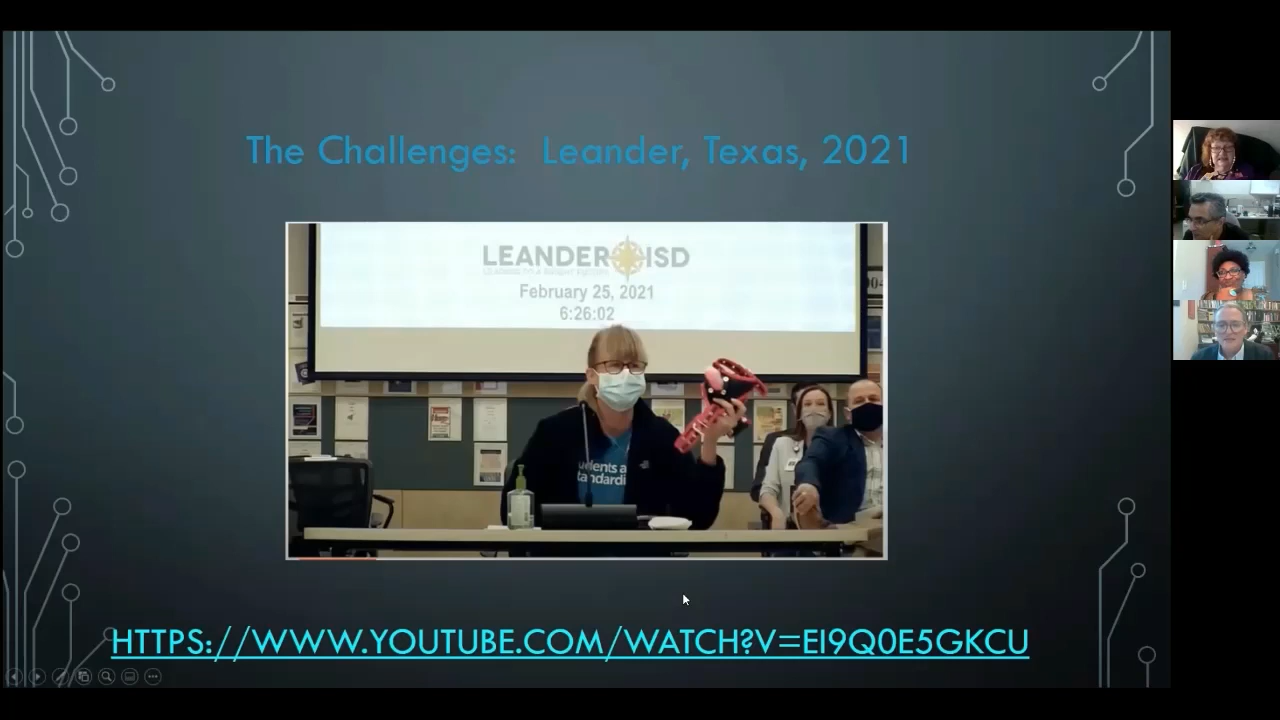 The Challenges: Leander, Texas, 2021
LEANDER ISD
February 25, 2021
6:26:02
HTTPS://WWW.YOUTUBE.COM/WATCH?V=EI9Q0E5GKCU